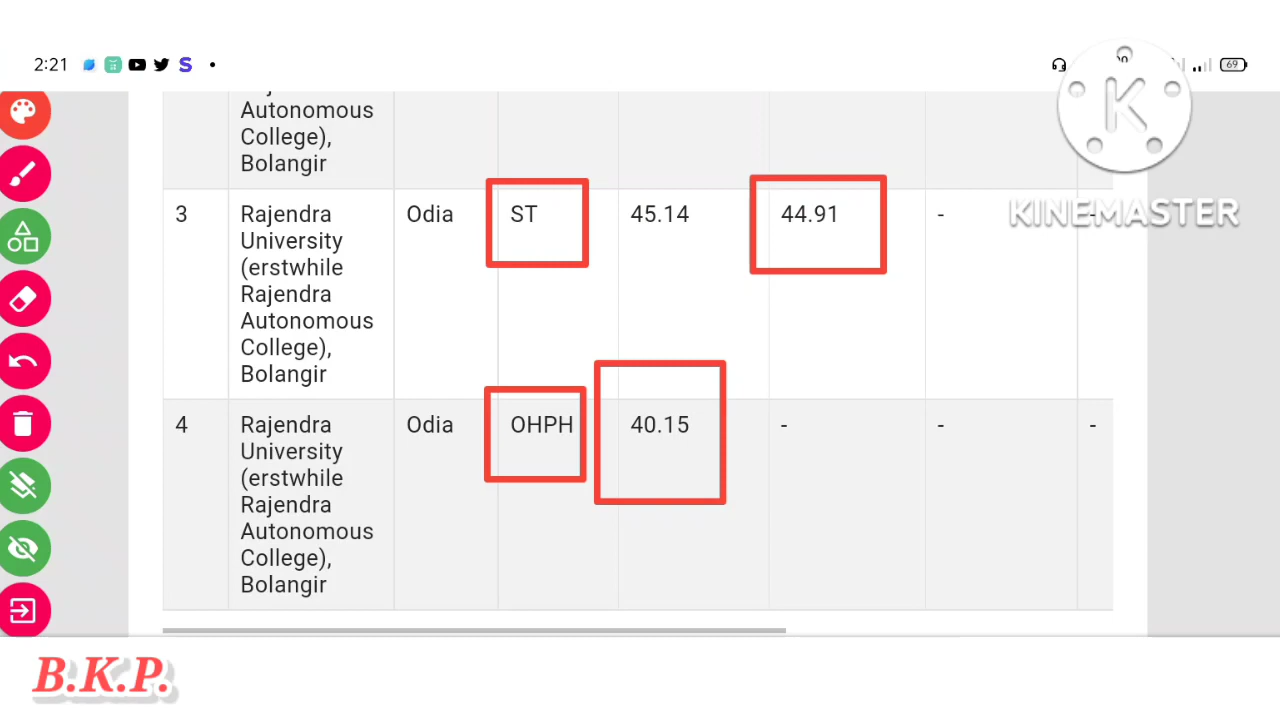 2:21
69
KINEMASTER
Autonomous
College),
Bolangir
3 Rajendra Odia ST 45.14 44.91 - -
University
(erstwhile
Rajendra
Autonomous
College),
Bolangir
4 Rajendra Odia OHPH 40.15 - - -
University
(erstwhile
Rajendra
Autonomous
College),
Bolangir
B.K.P.